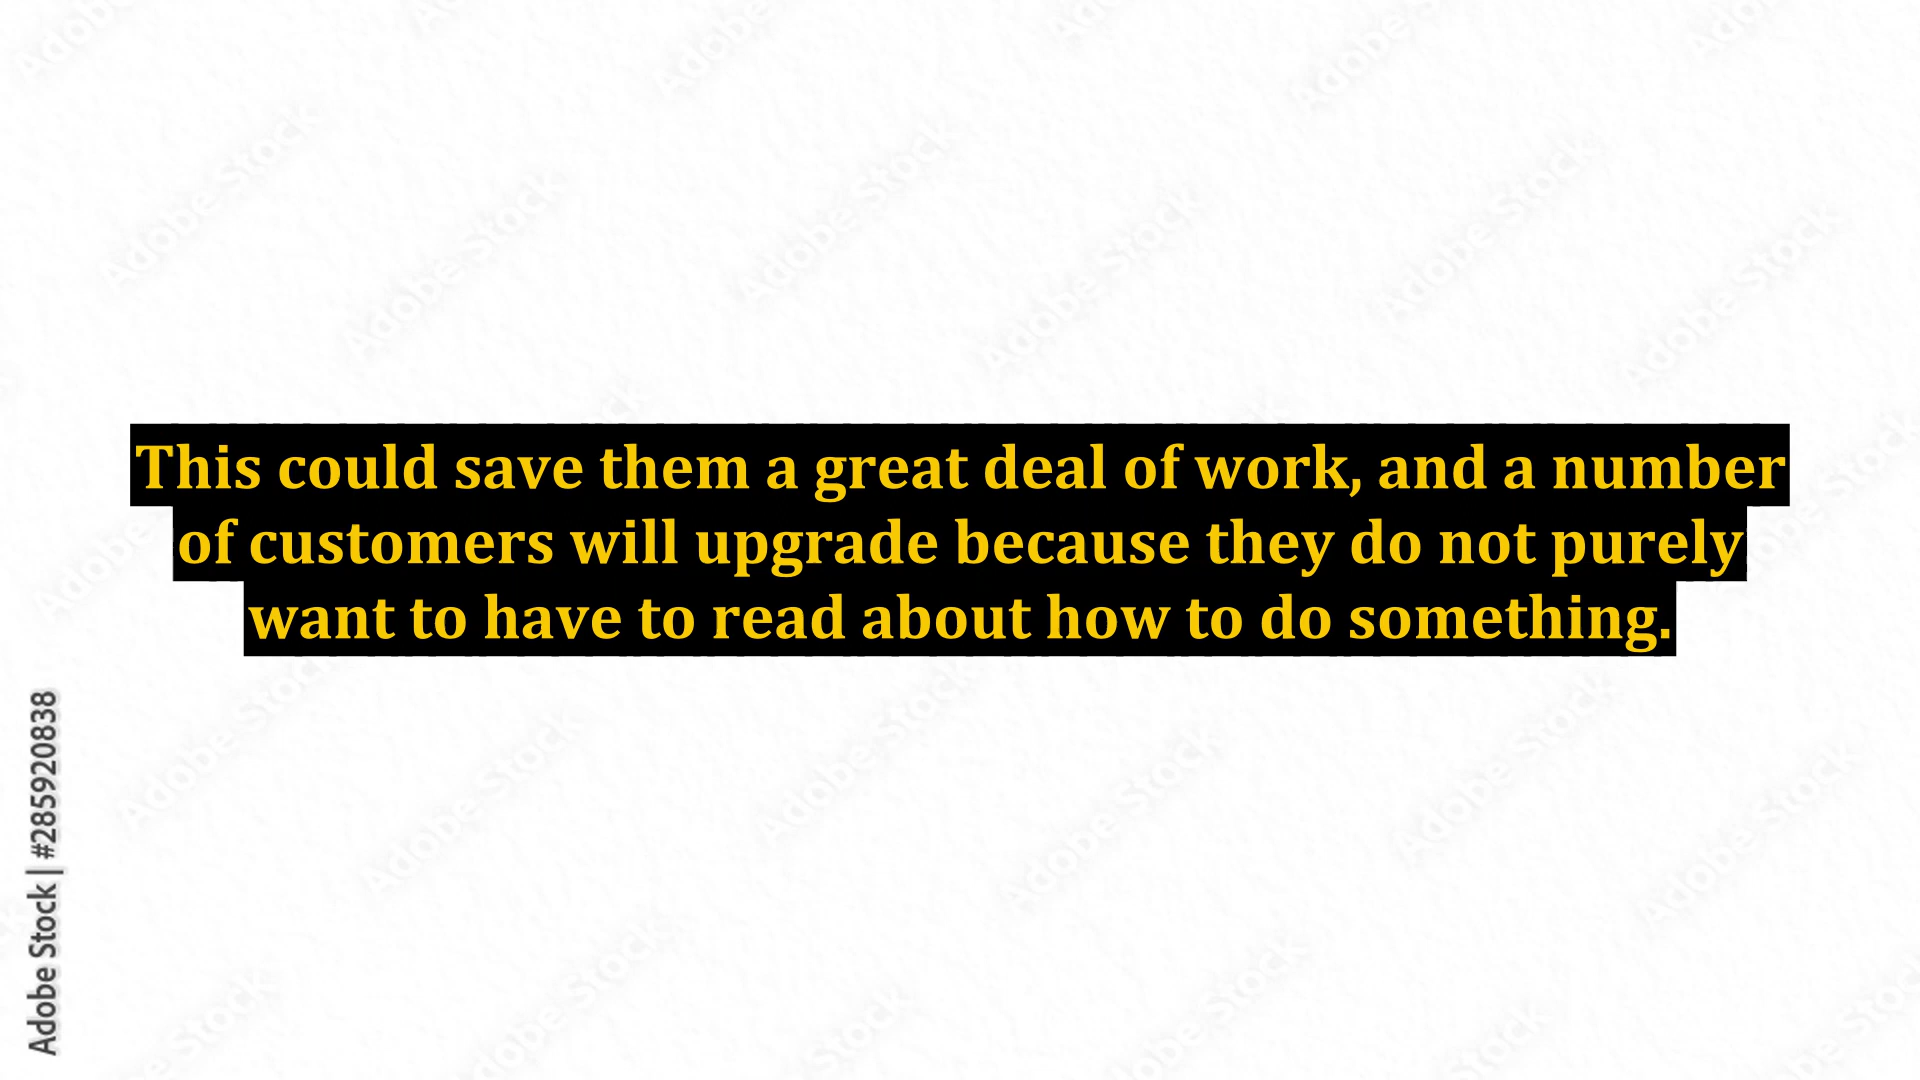 This could save them a great deal of work, and a number
of customers will upgrade because they do not purely
want to have to read about how to do something.
Adobe Stock | #285920838